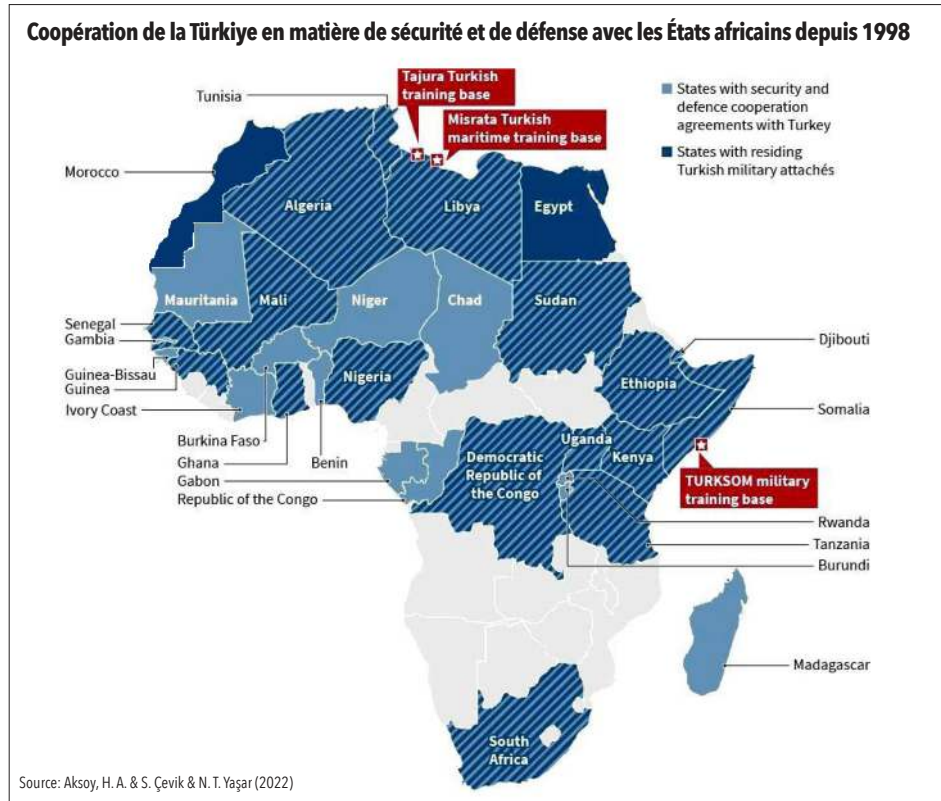 Coopération de la Türkiye en matière de sécurité et de défense avec les États africains depuis 1998
Tajura Turkish
training base
Tunisia
Misrata Turkish
maritime training base
States with security and
defence cooperation
agreements with Turkey
States with residing
Turkish military attachés
Morocco
Algeria
Libya
Egypt
Mauritania
Mali
Niger
Chad
Sudan
Senegal
Gambia
Djibouti
Guinea-Bissau
Guinea
Nigeria
Ethiopia
Ivory Coast
Somalia
Burkina Faso
Uganda
Ghana
Benin
Democratic
Republic of
the Congo
Kenya
Gabon
TURKSOM military
training base
Republic of the Congo
Rwanda
Tanzania
Burundi
Madagascar
South
Africa
Source: Aksoy, H. A. & S. Çevik & N. T. Yaşar (2022)